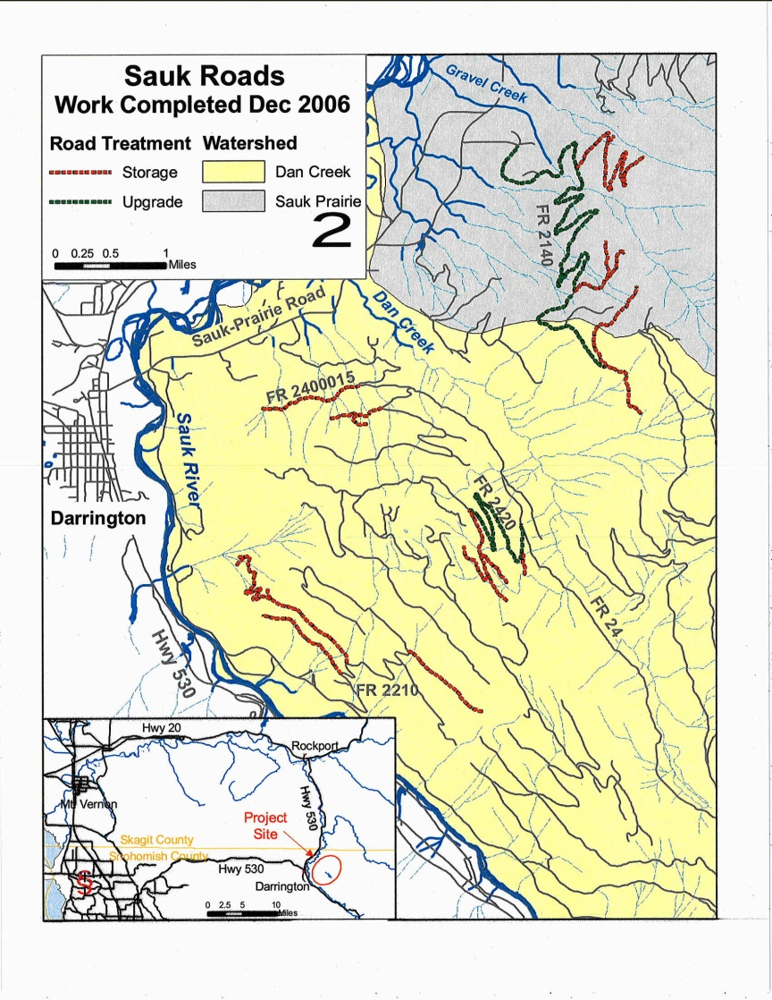 Sauk Roads
Work Completed Dec 2006
Road Treatment Watershed
Storage Dan Creek
Upgrade Sauk Prairie
2
0 0.25 0.5 1
Miles
Gravel Creek
FR 2140
Dan Creek
Sauk-Prairie Road
FR 2400015
Sauk River
FR 2420
Darrington
FR 24
Hwy 530
FR 2210
Hwy 20
Rockport
Hwy 530
Mt. Vernon
Project
Site
Skagit County
Snohomish County
Hwy 530
Darrington
0 2.5 5 10
Miles